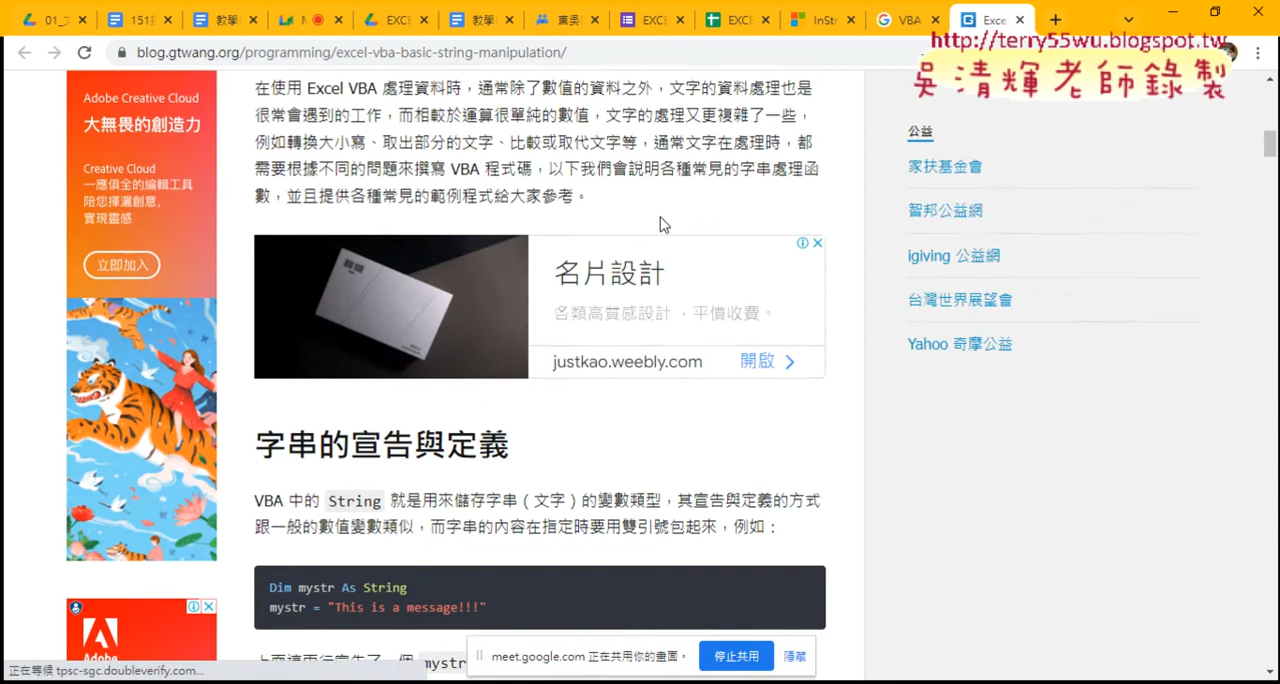 01_
151
教學
EXCE
教學
東吳
EXCE
EXC
InStr
VBA
Exce
blog.gtwang.org/programming/excel-vba-basic-string-manipulation/
http://terry55wu.blogspot.tw
吳清輝老師錄製
Adobe Creative Cloud
大無畏的創造力
Creative Cloud
一應俱全的編輯工具
陪您揮灑創意,
實現靈感
立即加入
Adobe
在使用 Excel VBA 處理資料時，通常除了數值的資料之外，文字的資料處理也是
很常會遇到的工作，而相較於運算很單純的數值，文字的處理又更複雜了一些，
例如轉換大小寫、取出部分的文字、比較或取代文字等，通常文字在處理時，都
需要根據不同的問題來撰寫 VBA 程式碼，以下我們會說明各種常見的字串處理函
數，並且提供各種常見的範例程式給大家參考。
名片設計
各類高質感設計 ，平價收費。
justkao.weebly.com
開啟
字串的宣告與定義
VBA 中的 String 就是用來儲存字串（文字）的變數類型，其宣告與定義的方式
跟一般的數值變數類似，而字串的內容在指定時要用雙引號包起來，例如：
Dim mystr As String
mystr = "This is a message!!!"
mystr
公益
家扶基金會
智邦公益網
igiving 公益網
台灣世界展望會
Yahoo 奇摩公益
meet.google.com 正在共用你的畫面。
停止共用
隱藏
正在等候 tpsc-sgc.doubleverify.com...